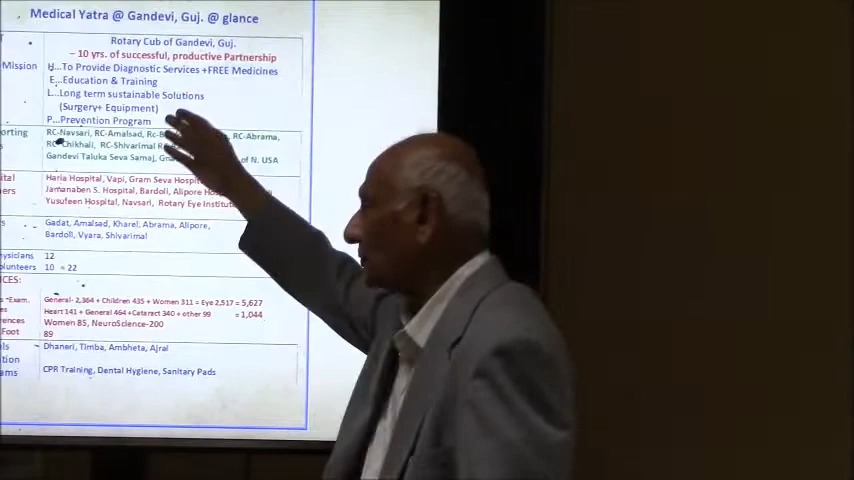 Medical Yatra @ Gandevi, Guj. @ glance
Rotary Cub of Gandevi, Guj.
– 10 yrs. of successful, productive Partnership
Mission H...To Provide Diagnostic Services +FREE Medicines
E...Education & Training
L...Long term sustainable Solutions
(Surgery+ Equipment)
P...Prevention Program
RC-Navsari, RC-Amalsad, RC-Abrama,
Chikhali, RC-Shivarimal
Gandevi Taluka Seva Samaj, of N. USA
Haria Hospital, Vapi, Gram Seva
Jamnaben S. Hospital, Bardoli, Alipore
Yusufeen Hospital, Navsari, Rotary Eye
Gadat, Amalsad, Kharel, Abrama, Alipore,
Bardoli, Vyara, Shivarimal
12
10 = 22
General- 2,364 + Children 435 + Women 311 = Eye 2,517 = 5,627
Heart 141 + General 464 +Cataract 340 + other 99 = 1,044
Women 85, NeuroScience-200
Foot 89
Dhaneri, Timba, Ambheta, Ajral
CPR Training, Dental Hygiene, Sanitary Pads